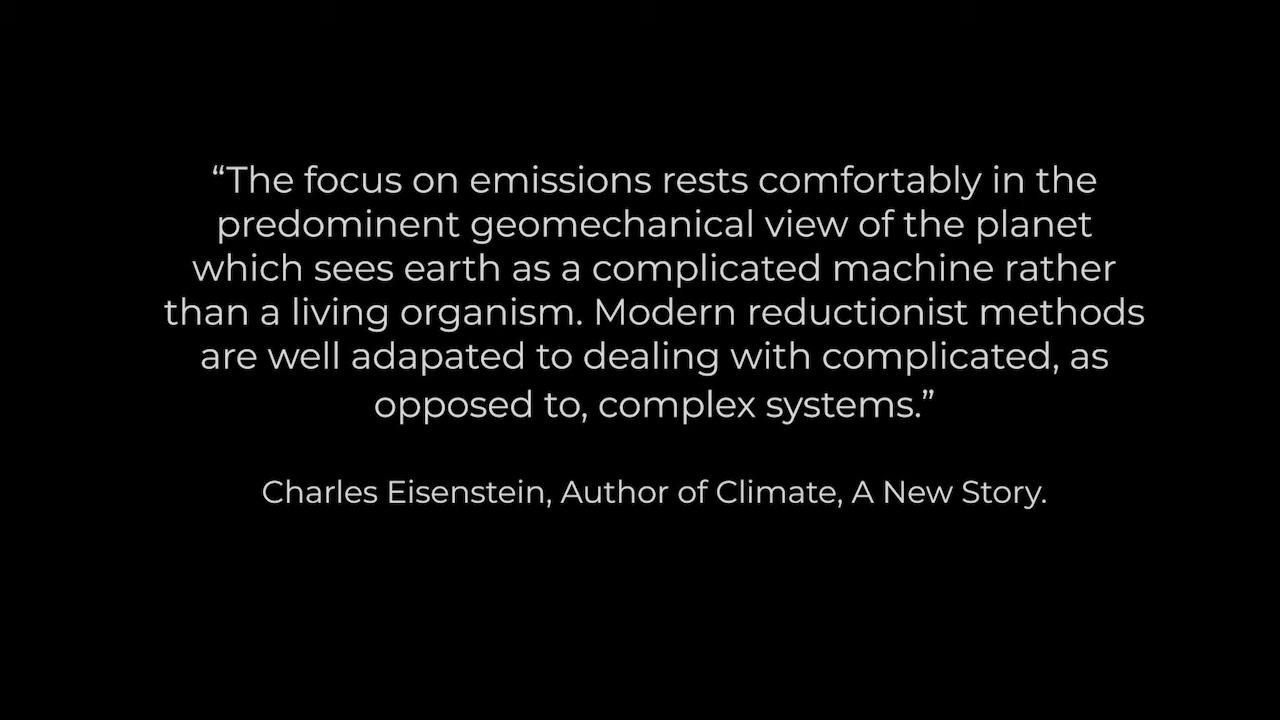 “The focus on emissions rests comfortably in the
predominent geomechanical view of the planet
which sees earth as a complicated machine rather
than a living organism. Modern reductionist methods
are well adapated to dealing with complicated, as
opposed to, complex systems.”
Charles Eisenstein, Author of Climate, A New Story.